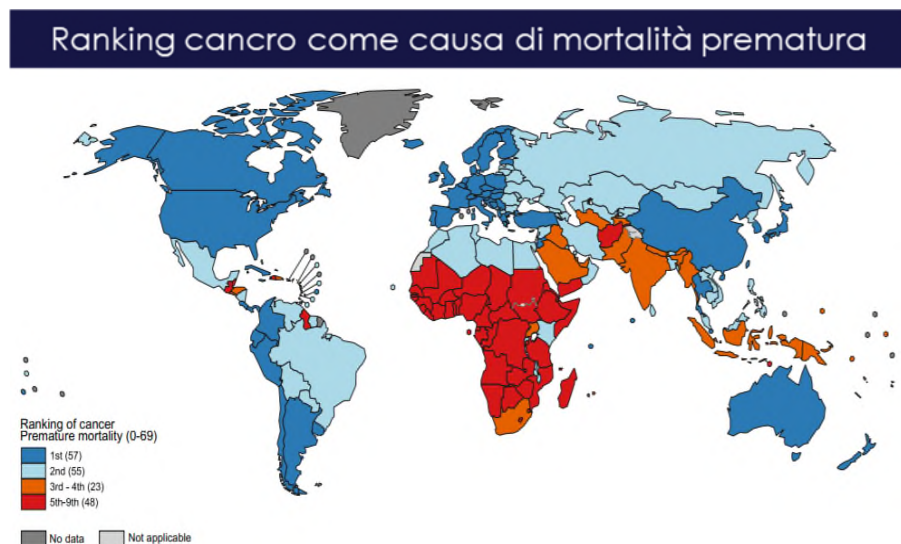 Ranking cancro come causa di mortalità prematura
Ranking of cancer
Premature mortality (0-69)
1st (57)
2nd (55)
3rd - 4th (23)
5th-9th (48)
No data
Not applicable